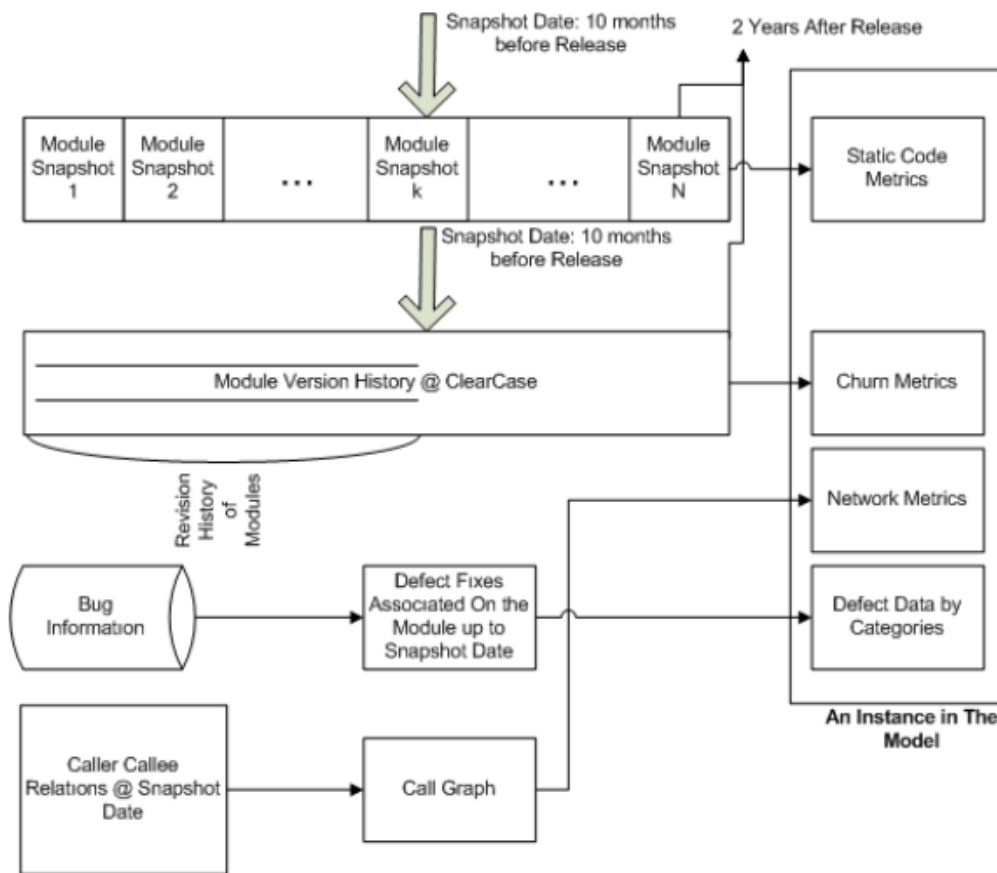 Snapshot Date: 10 months
before Release
2 Years After Release
Module
Snapshot
1
Module
Snapshot
2
...
Module
Snapshot
k
...
Module
Snapshot
N
Static Code
Metrics
Snapshot Date: 10 months
before Release
Module Version History @ ClearCase
Churn Metrics
Revision
History
of
Modules
Network Metrics
Bug
Information
Defect Fixes
Associated On the
Module up to
Snapshot Date
Defect Data by
Categories
An Instance in The
Model
Caller Callee
Relations @ Snapshot
Date
Call Graph